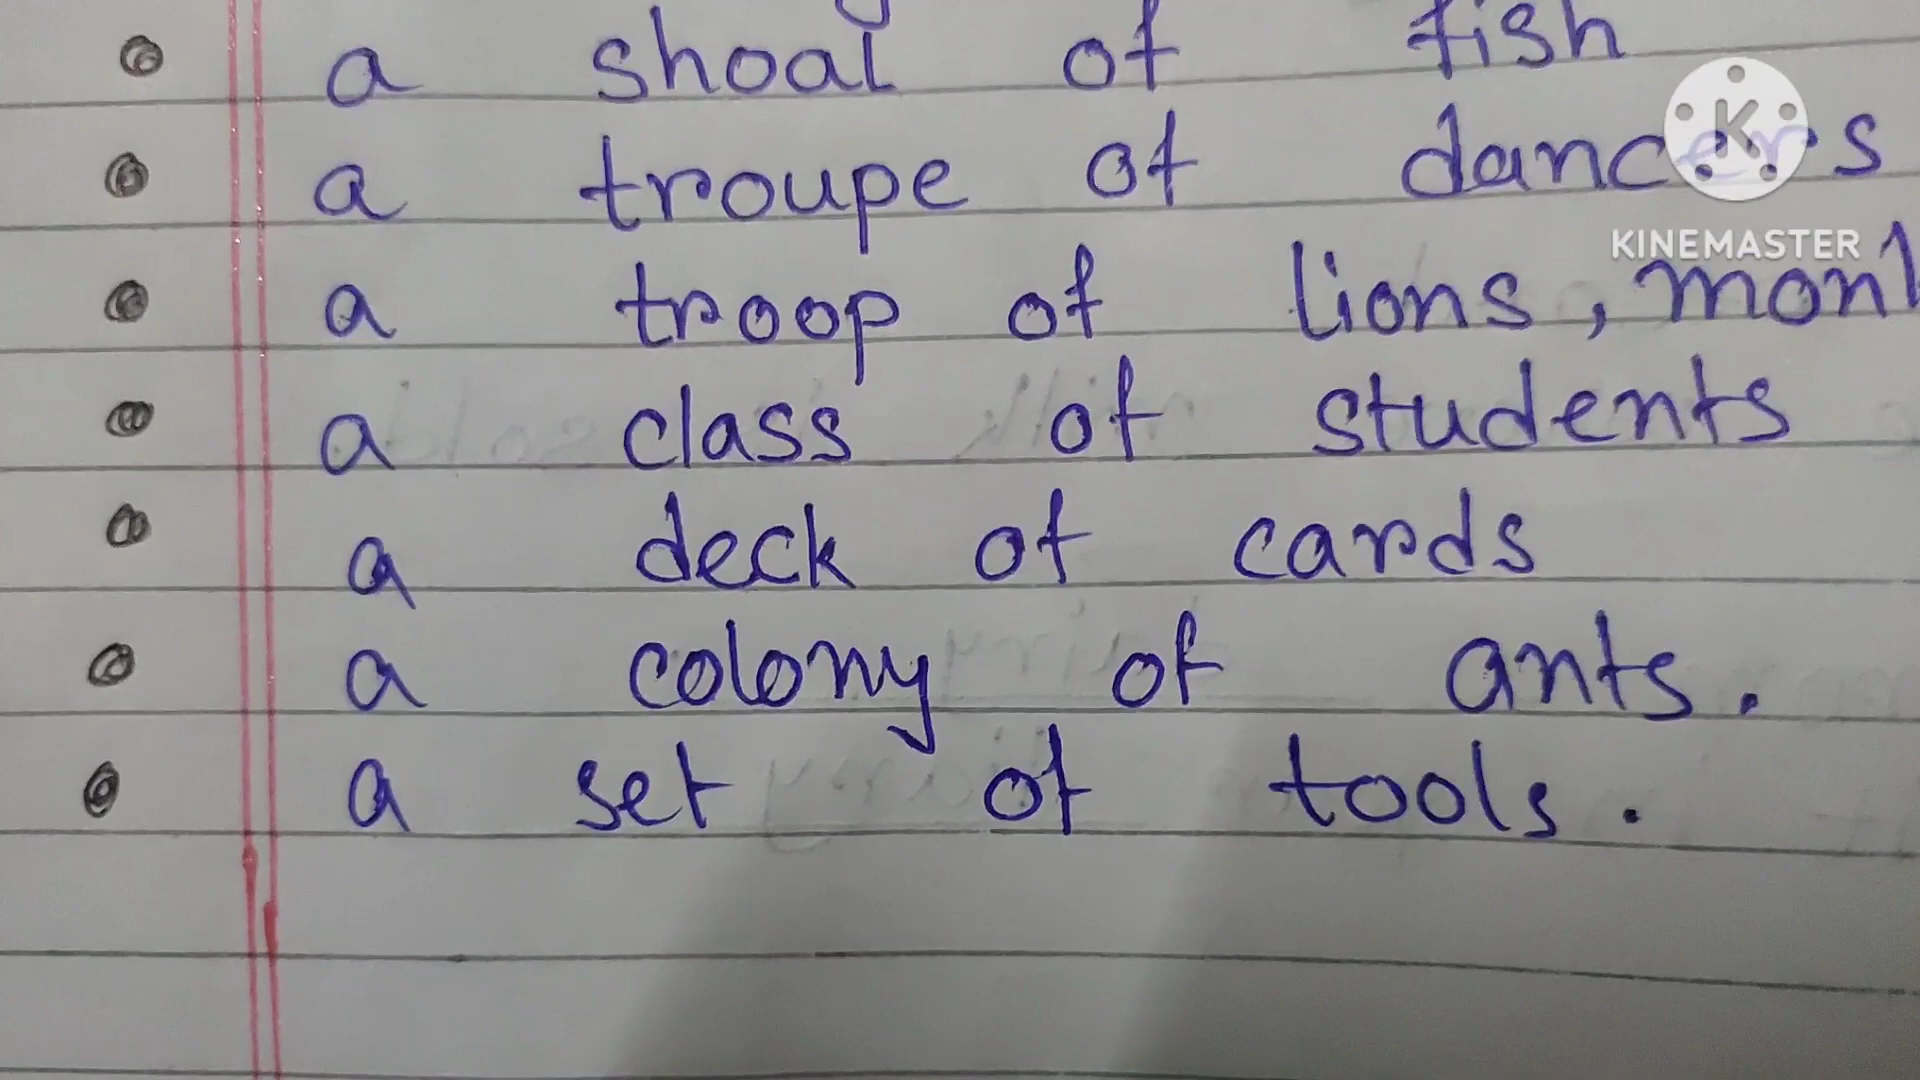 a shoal of fish
a troupe of dancers
KINEMASTER
a troop of lions,
a class of students
a deck of cards
a colony of ants.
a set of tools.